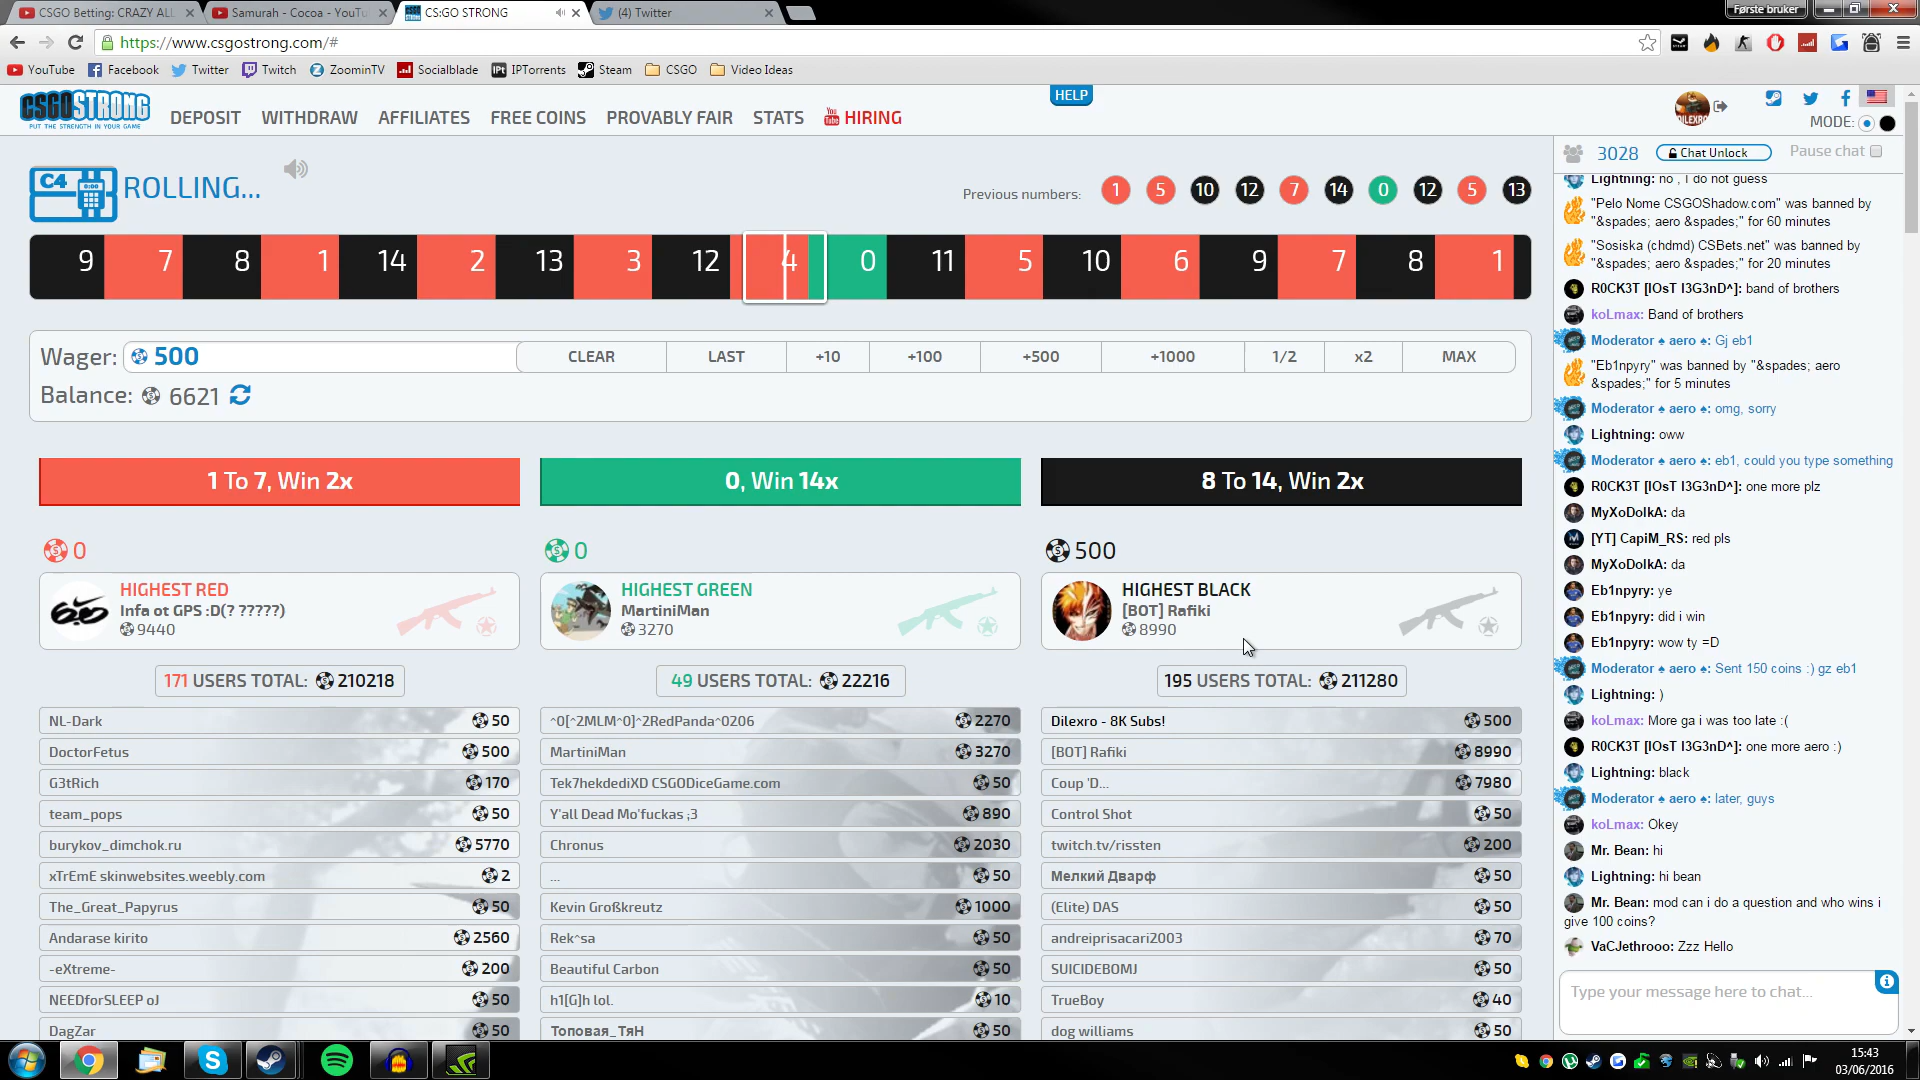 CSGO Betting: CRAZY ALL
Samurah - Cocoa - YouTu
CS:GO STRONG
(4) Twitter
Første bruker
https://www.csgostrong.com/#
YouTube
Facebook
Twitter
Twitch
ZoominTV
Socialblade
IPTorrents
Steam
CSGO
Video Ideas
CSGOSTRONG
PUT THE STRENGTH IN YOUR GAME
DEPOSIT
WITHDRAW
AFFILIATES
FREE COINS
PROVABLY FAIR
STATS
HIRING
HELP
MODE:
C4
0:00
ROLLING...
Previous numbers:
1 5 10 12 7 14 0 12 5 13
9 7 8 1 14 2 13 3 12 4 0 11 5 10 6 9 7 8 1
Wager: 500
CLEAR
LAST
+10
+100
+500
+1000
1/2
x2
MAX
Balance: 6621
1 To 7, Win 2x
0, Win 14x
8 To 14, Win 2x
0
0
500
HIGHEST RED
Infa ot GPS :D(? ?????)
9440
HIGHEST GREEN
MartiniMan
3270
HIGHEST BLACK
[BOT] Rafiki
8990
171 USERS TOTAL: 210218
49 USERS TOTAL: 22216
195 USERS TOTAL: 211280
NL-Dark 50
DoctorFetus 500
G3tRich 170
team_pops 50
burykov_dimchok.ru 5770
xTrEmE skinwebsites.weebly.com 2
The_Great_Papyrus 50
Andarase kirito 2560
-eXtreme- 200
NEEDforSLEEP oJ 50
DagZar 50
^0[^2MLM^0]^2RedPanda^0206 2270
MartiniMan 3270
Tek7hekdediXD CSGODiceGame.com 50
Y'all Dead Mo'fuckas ;3 890
Chronus 2030
... 50
Kevin Großkreutz 1000
Rek^sa 50
Beautiful Carbon 50
h1[G]h lol. 10
Топовая_ТяН 50
Dilexro - 8K Subs! 500
[BOT] Rafiki 8990
Coup 'D... 7980
Control Shot 50
twitch.tv/rissten 200
Мелкий Дварф 50
(Elite) DAS 50
andreiprisacari2003 70
SUICIDEBOMJ 50
TrueBoy 40
dog williams 50
3028
Chat Unlock
Pause chat
Lightning: no , I do not guess
"Pelo Nome CSGOShadow.com" was banned by
"&spades; aero &spades;" for 60 minutes
"Sosiska (chdmd) CSBets.net" was banned by
"&spades; aero &spades;" for 20 minutes
R0CK3T [lOsT l3G3nD^]: band of brothers
koLmax: Band of brothers
Moderator ♠ aero ♠: Gj eb1
"Eb1npyry" was banned by "&spades; aero
&spades;" for 5 minutes
Moderator ♠ aero ♠: omg, sorry
Lightning: oww
Moderator ♠ aero ♠: eb1, could you type something
R0CK3T [lOsT l3G3nD^]: one more plz
MyXoDoIkA: da
[YT] CapiM_RS: red pls
MyXoDoIkA: da
Eb1npyry: ye
Eb1npyry: did i win
Eb1npyry: wow ty =D
Moderator ♠ aero ♠: Sent 150 coins :) gz eb1
Lightning: )
koLmax: More ga i was too late :(
R0CK3T [lOsT l3G3nD^]: one more aero :)
Lightning: black
Moderator ♠ aero ♠: later, guys
koLmax: Okey
Mr. Bean: hi
Lightning: hi bean
Mr. Bean: mod can i do a question and who wins i
give 100 coins?
VaCJethrooo: Zzz Hello
Type your message here to chat...
15:43
03/06/2016